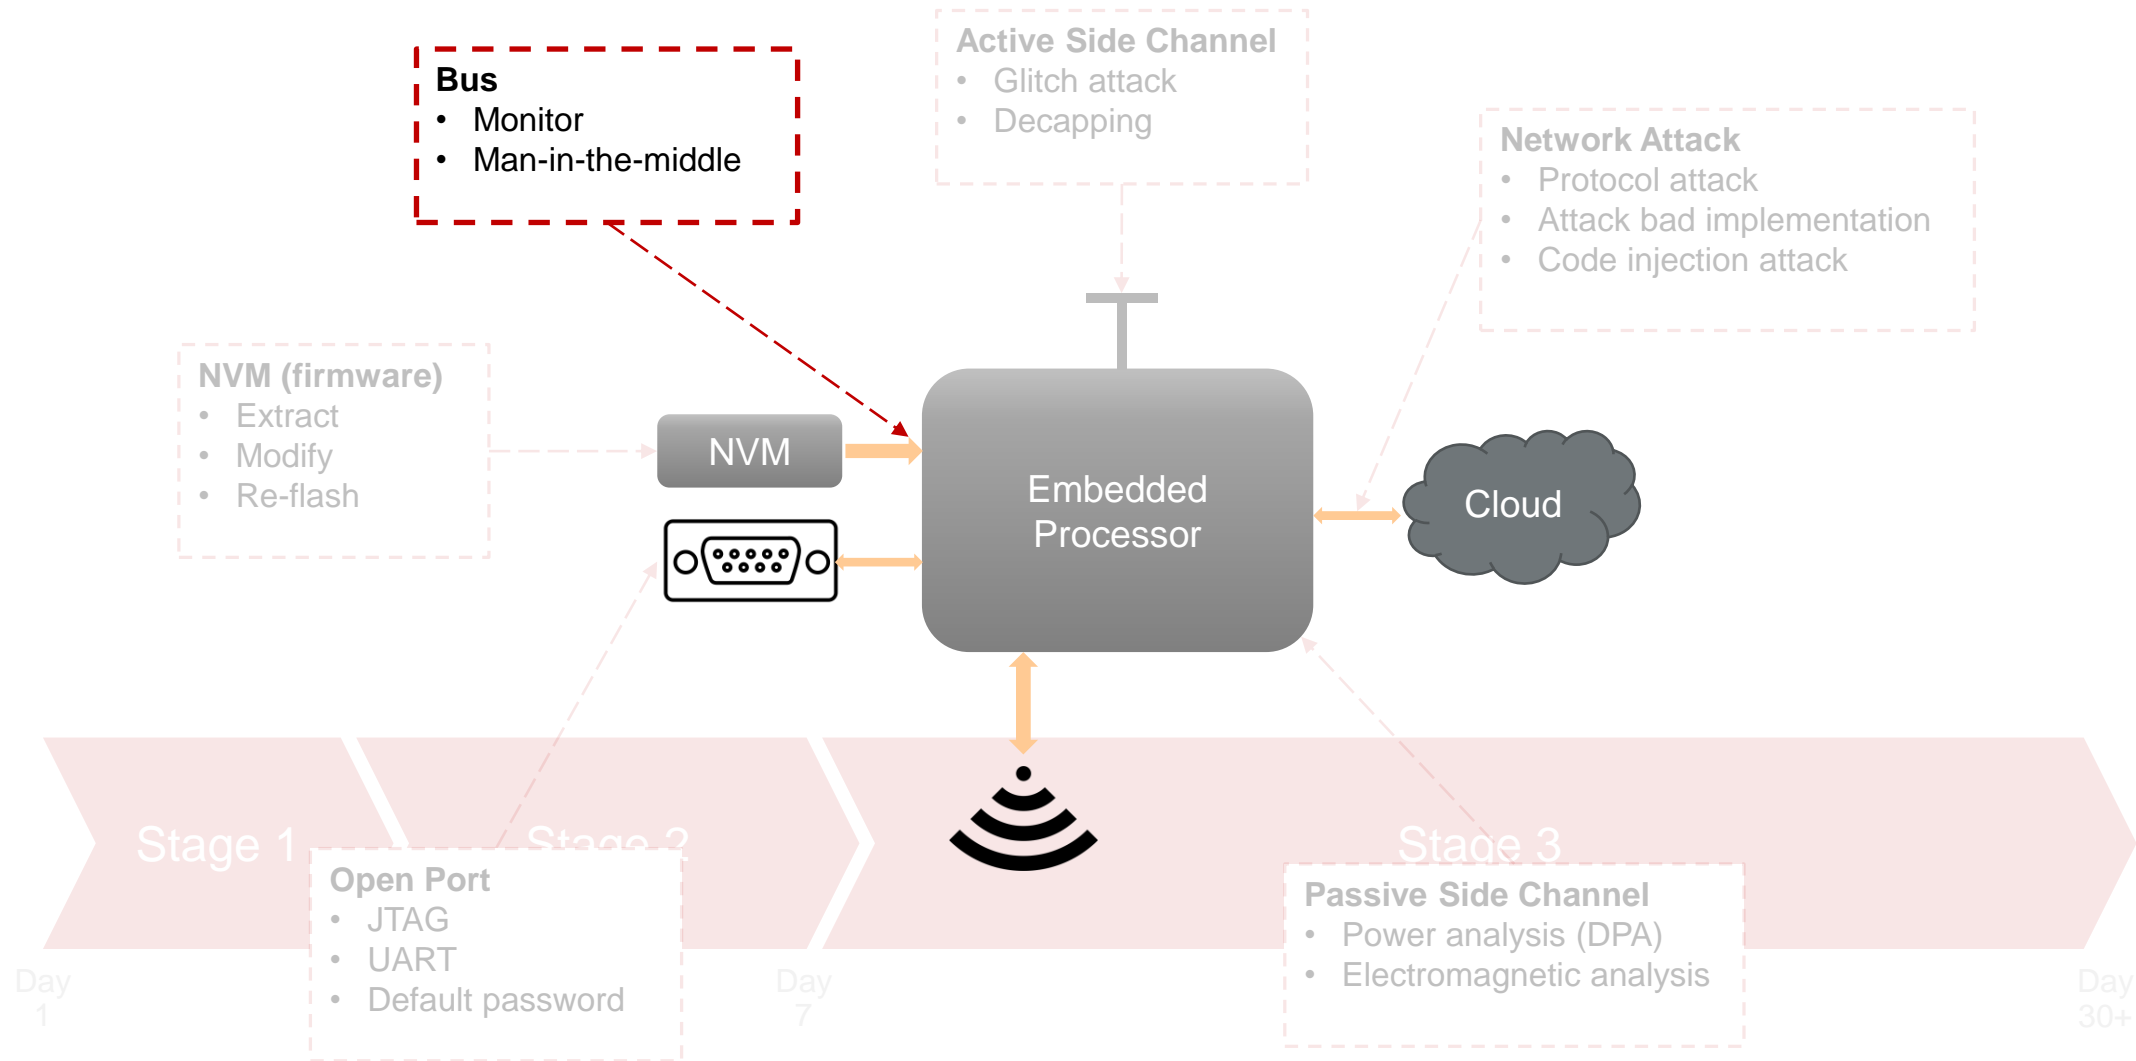 Bus
• Monitor
• Man-in-the-middle
Active Side Channel
• Glitch attack
• Decapping
Network Attack
• Protocol attack
• Attack bad implementation
• Code injection attack
NVM (firmware)
• Extract
• Modify
• Re-flash
NVM
Embedded
Processor
Cloud
Stage 1
Stage 2
Stage 3
Open Port
• JTAG
• UART
• Default password
Passive Side Channel
• Power analysis (DPA)
• Electromagnetic analysis
Day
1
Day
7
Day
30+